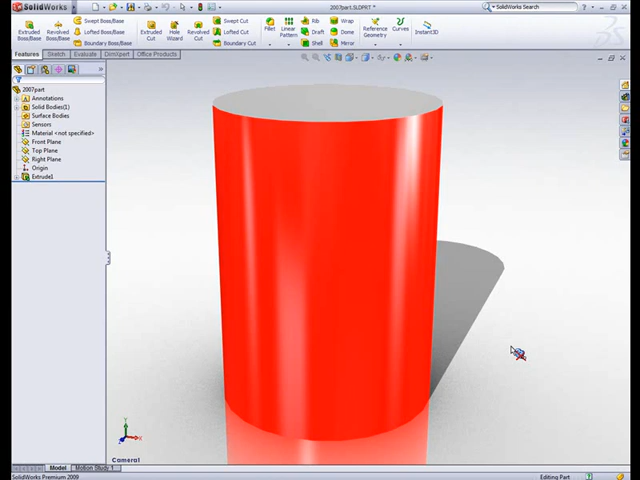 SolidWorks
2007part.SLDPRT *
SolidWorks Search
Extruded Boss/Base
Revolved Boss/Base
Swept Boss/Base
Lofted Boss/Base
Boundary Boss/Base
Extruded Cut
Hole Wizard
Revolved Cut
Swept Cut
Lofted Cut
Boundary Cut
Fillet
Linear Pattern
Rib
Draft
Shell
Wrap
Dome
Mirror
Reference Geometry
Curves
Instant3D
Features
Sketch
Evaluate
DimXpert
Office Products
2007part
Annotations
Solid Bodies(1)
Surface Bodies
Sensors
Material <not specified>
Front Plane
Top Plane
Right Plane
Origin
Extrude1
Camera1
Model
Motion Study 1
SolidWorks Premium 2009
Editing Part